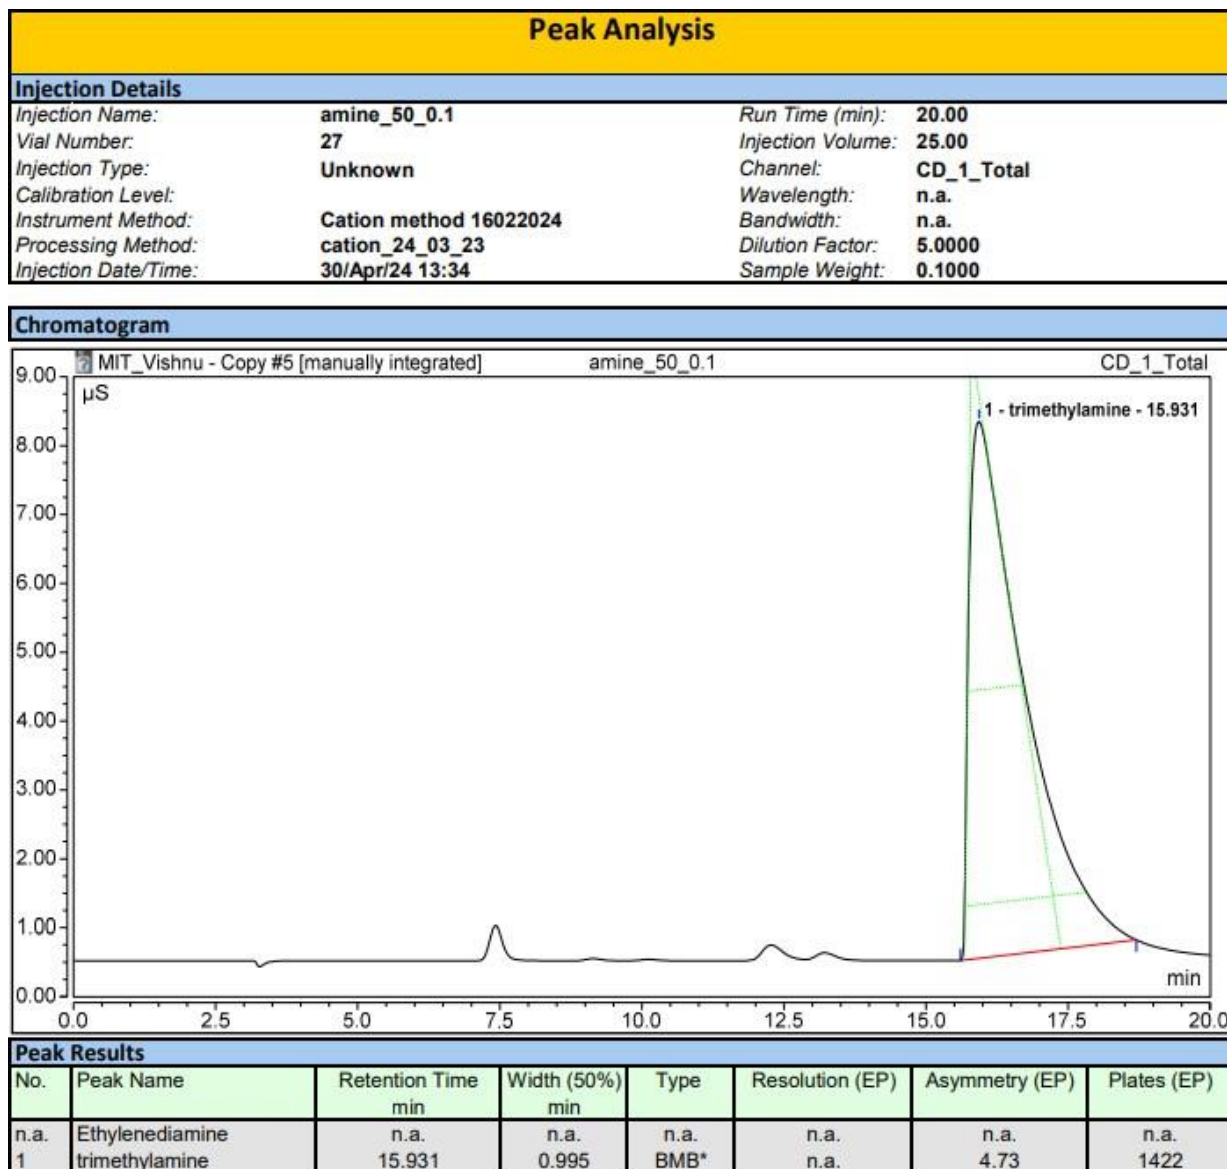 Peak Analysis
Injection Details
Injection Name: amine_50_0.1 Run Time (min): 20.00
Vial Number: 27 Injection Volume: 25.00
Injection Type: Unknown Channel: CD_1_Total
Calibration Level: Wavelength: n.a.
Instrument Method: Cation method 16022024 Bandwidth: n.a.
Processing Method: cation_24_03_23 Dilution Factor: 5.0000
Injection Date/Time: 30/Apr/24 13:34 Sample Weight: 0.1000
Chromatogram
MIT_Vishnu - Copy #5 [manually integrated] amine_50_0.1 CD_1_Total
9.00
µS
1 - trimethylamine - 15.931
8.00
7.00
6.00
5.00
4.00
3.00
2.00
1.00
min
0.00
0.0 2.5 5.0 7.5 10.0 12.5 15.0 17.5 20.0
Peak Results
No. Peak Name Retention Time Width (50%) Type Resolution (EP) Asymmetry (EP) Plates (EP)
min min
n.a. Ethylenediamine n.a. n.a. n.a. n.a. n.a. n.a.
1 trimethylamine 15.931 0.995 BMB* n.a. 4.73 1422